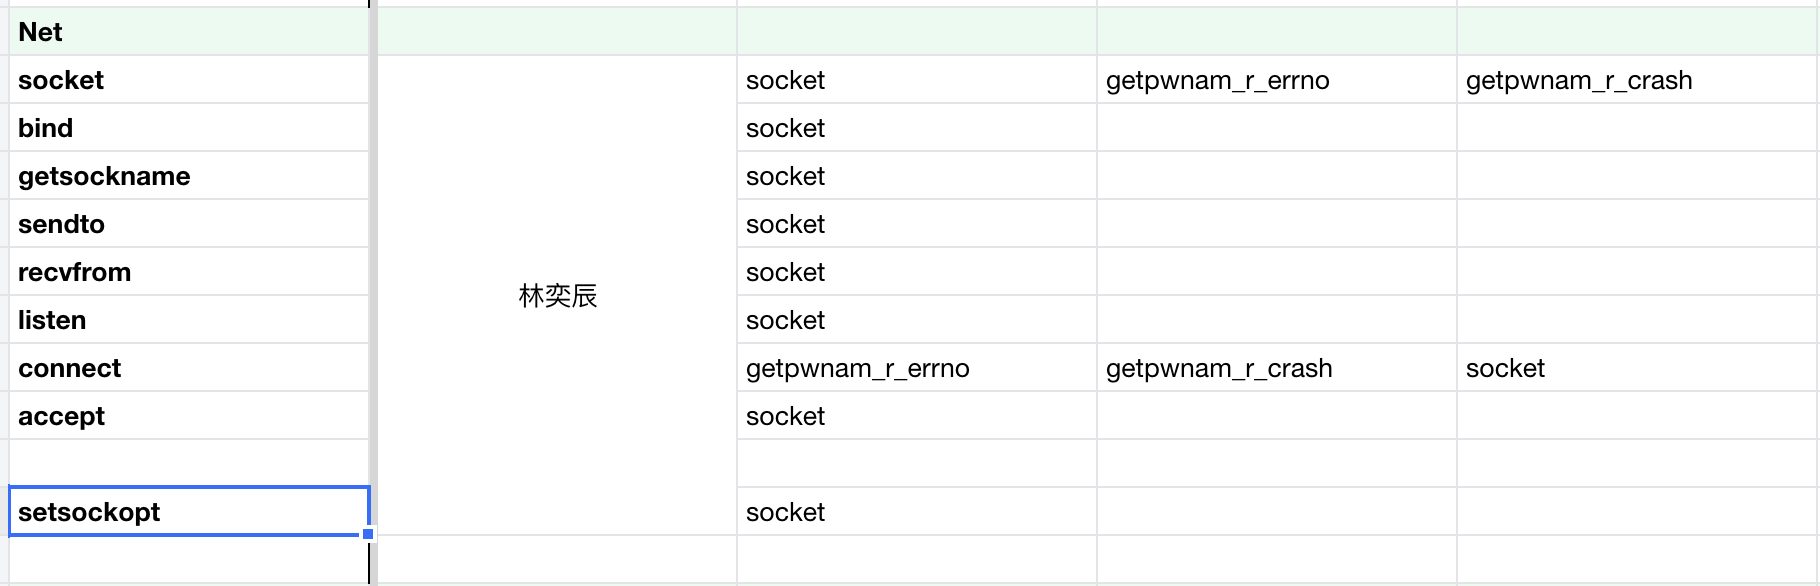 Net
socket socket getpwnam_r_errno getpwnam_r_crash
bind socket
getsockname socket
sendto socket
recvfrom socket
林奕辰
listen socket
connect getpwnam_r_errno getpwnam_r_crash socket
accept socket
setsockopt socket